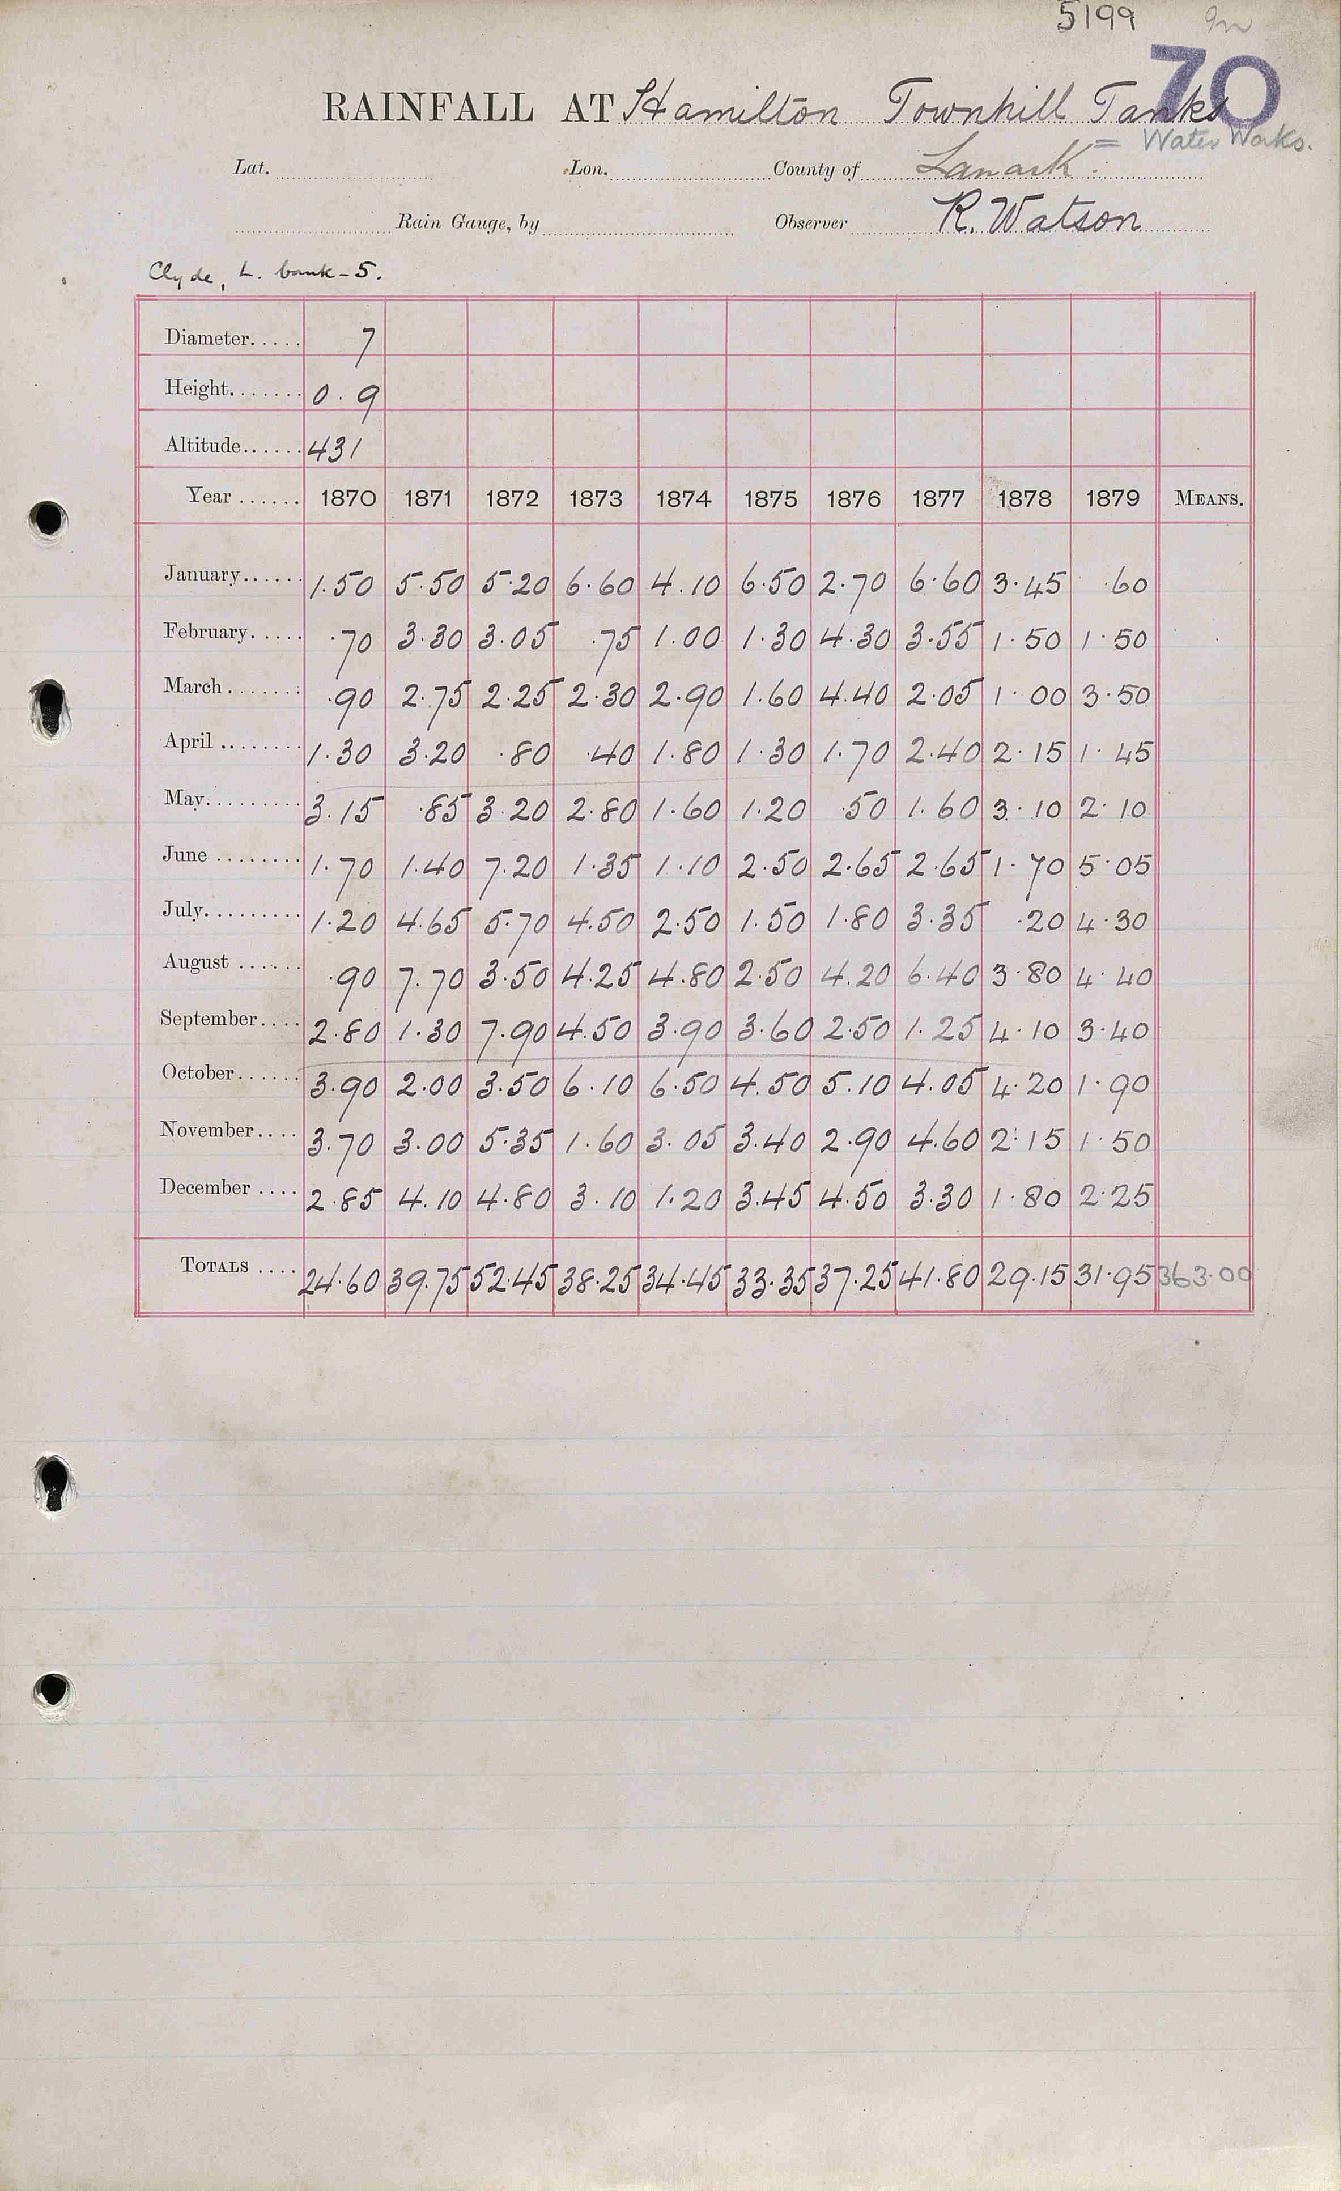 5199
70
RAINFALL AT Hamilton Townhill Tanks
= Water Works.
Lat. Lon. County of Lanark.
Rain Gauge, by Observer R. Watson
Clyde, L. bank - 5.
Diameter..... 7
Height....... 0.9
Altitude...... 431
Year ...... 1870 1871 1872 1873 1874 1875 1876 1877 1878 1879 MEANS.
January...... 1.50 5.50 5.20 6.60 4.10 6.50 2.70 6.60 3.45 .60
February..... .70 3.30 3.05 .75 1.00 1.30 4.30 3.55 1.50 1.50
March....... .90 2.75 2.25 2.30 2.90 1.60 4.40 2.05 1.00 3.50
April ........ 1.30 3.20 .80 .40 1.80 1.30 1.70 2.40 2.15 1.45
May......... 3.15 .85 3.20 2.80 1.60 1.20 .50 1.60 3.10 2.10
June ........ 1.70 1.40 7.20 1.35 1.10 2.50 2.65 2.65 1.70 5.05
July......... 1.20 4.65 5.70 4.50 2.50 1.50 1.80 3.35 .20 4.30
August ...... .90 7.70 3.50 4.25 4.80 2.50 4.20 6.40 3.80 4.40
September.... 2.80 1.30 7.90 4.50 3.90 3.60 2.50 1.25 4.10 3.40
October...... 3.90 2.00 3.50 6.10 6.50 4.50 5.10 4.05 4.20 1.90
November.... 3.70 3.00 5.35 1.60 3.05 3.40 2.90 4.60 2.15 1.50
December .... 2.85 4.10 4.80 3.10 1.20 3.45 4.50 3.30 1.80 2.25
TOTALS .... 24.60 39.75 52.45 38.25 34.45 33.35 37.25 41.80 29.15 31.95 363.00